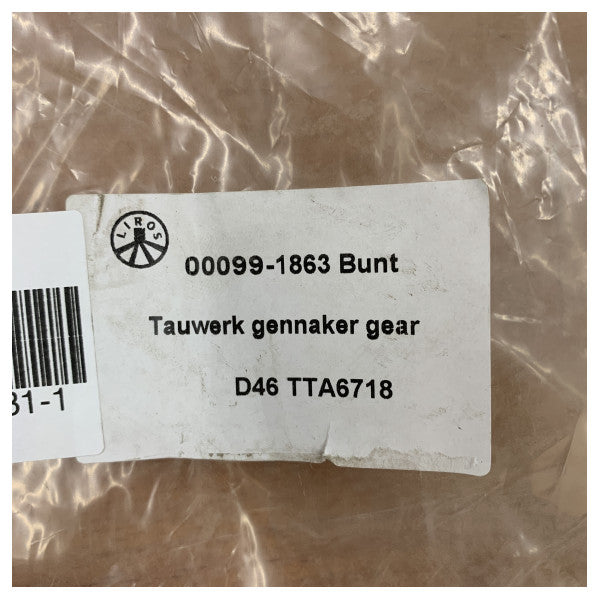 LIROS
00099-1863 Bunt
Tauwerk gennaker gear
D46 TTA6718
31-1